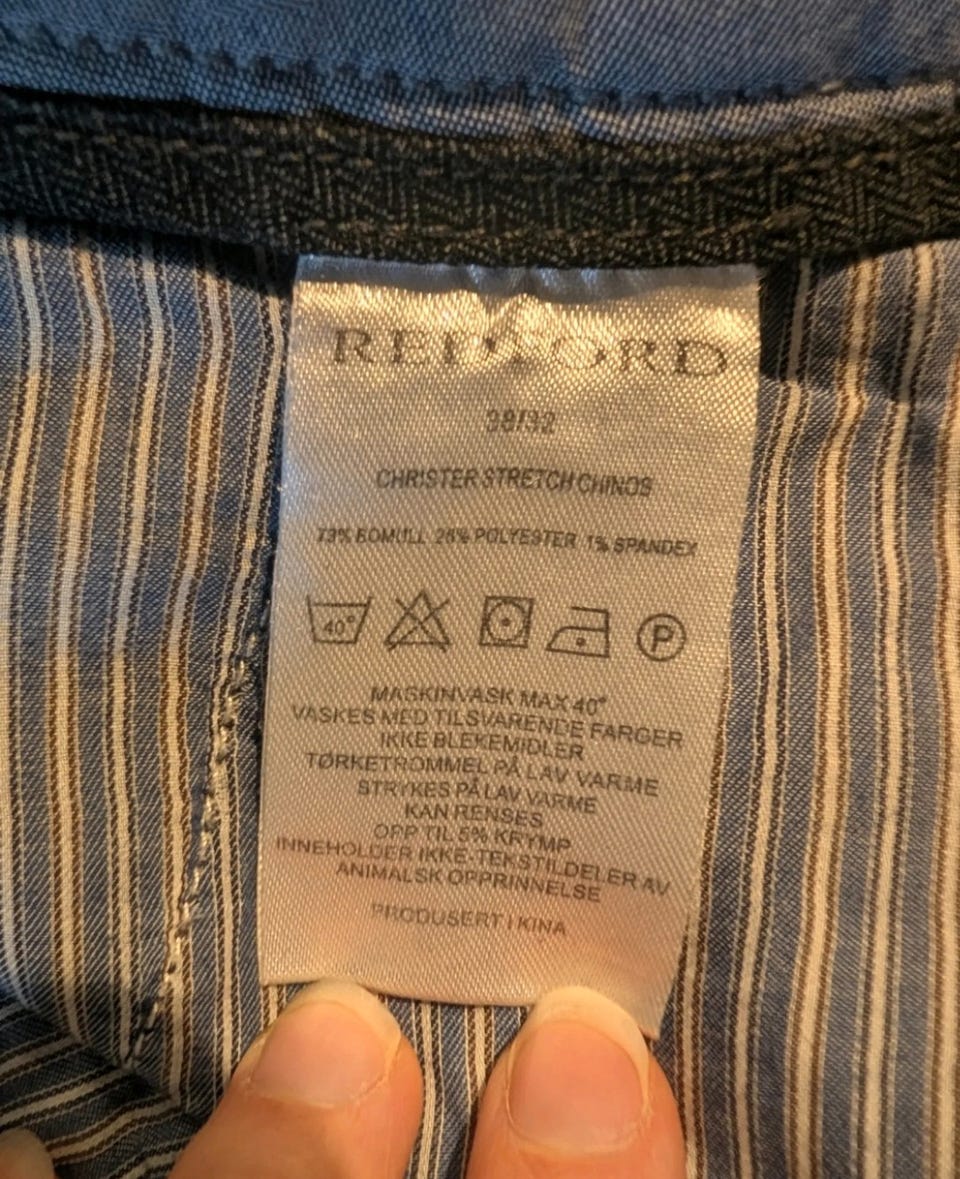 REDFORD
38/32
CHRISTER STRETCH CHINOS
73% BOMULL 26% POLYESTER 1% SPANDEX
40° P
MASKINVASK MAX 40°
VASKES MED TILSVARENDE FARGER
IKKE BLEKEMIDLER
TØRKETROMMEL PÅ LAV VARME
STRYKES PÅ LAV VARME
KAN RENSES
OPP TIL 5% KRYMP
INNEHOLDER IKKE-TEKSTILDELER AV
ANIMALSK OPPRINNELSE
PRODUSERT I KINA